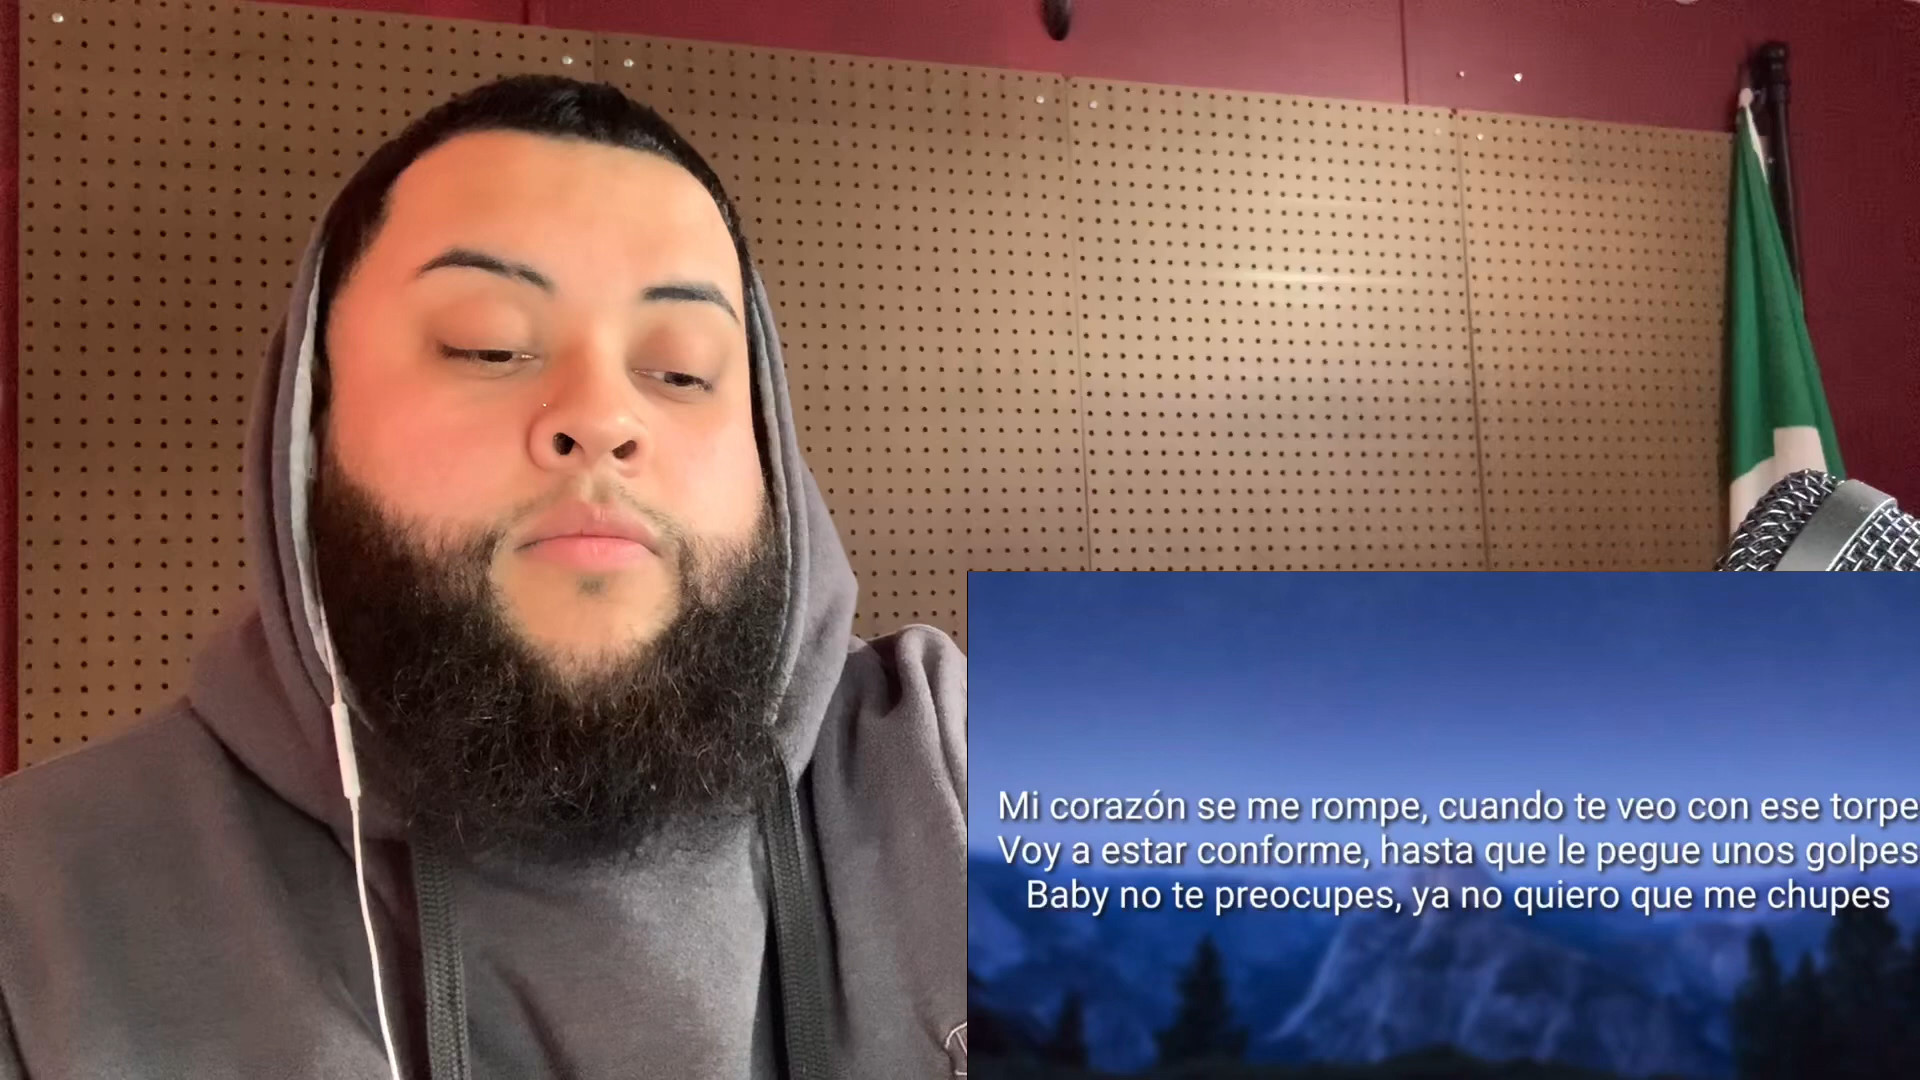 Mi corazón se me rompe, cuando te veo con ese torpe
Voy a estar conforme, hasta que le pegue unos golpes
Baby no te preocupes, ya no quiero que me chupes